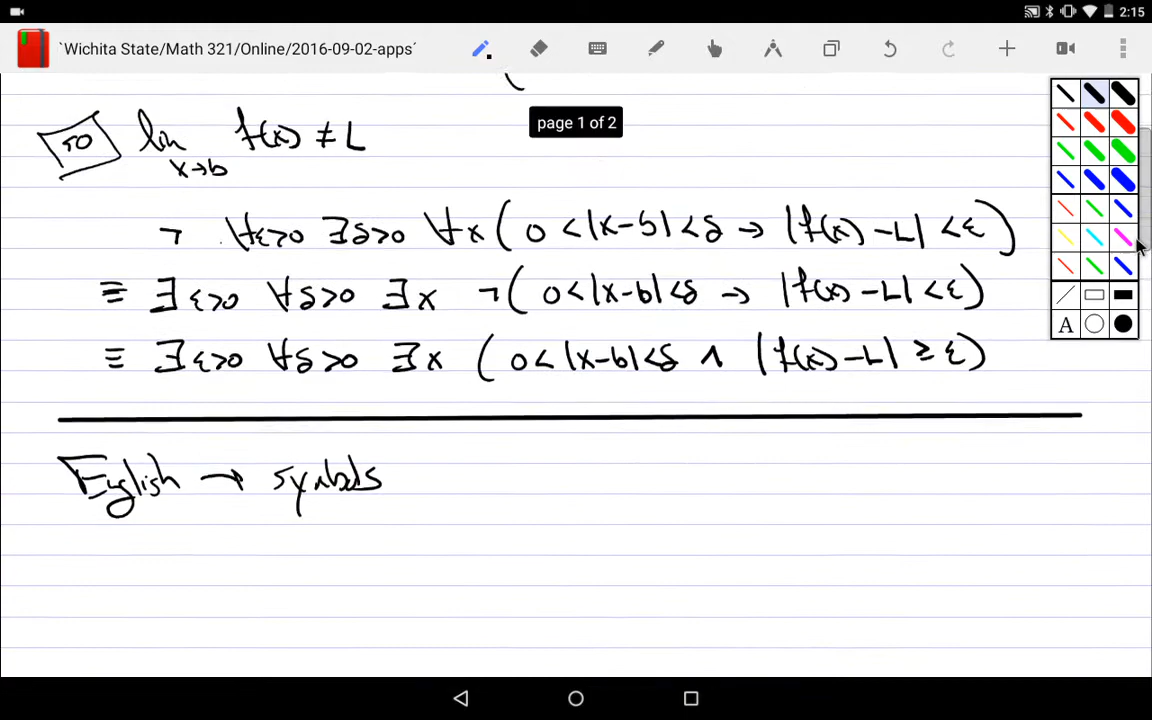 2:15
`Wichita State/Math 321/Online/2016-09-02-apps´
page 1 of 2
50 lim x→b f(x) ≠ L
¬ ∀ε>0 ∃δ>0 ∀x ( 0 <|x-b|<δ → |f(x) -L| <ε )
≡ ∃ε>0 ∀δ>0 ∃x ¬( 0<|x-b|<δ → |f(x)-L| <ε)
≡ ∃ε>0 ∀δ>0 ∃x ( 0<|x-b|<δ ∧ |f(x)-L| ≥ ε)
English → symbols
A